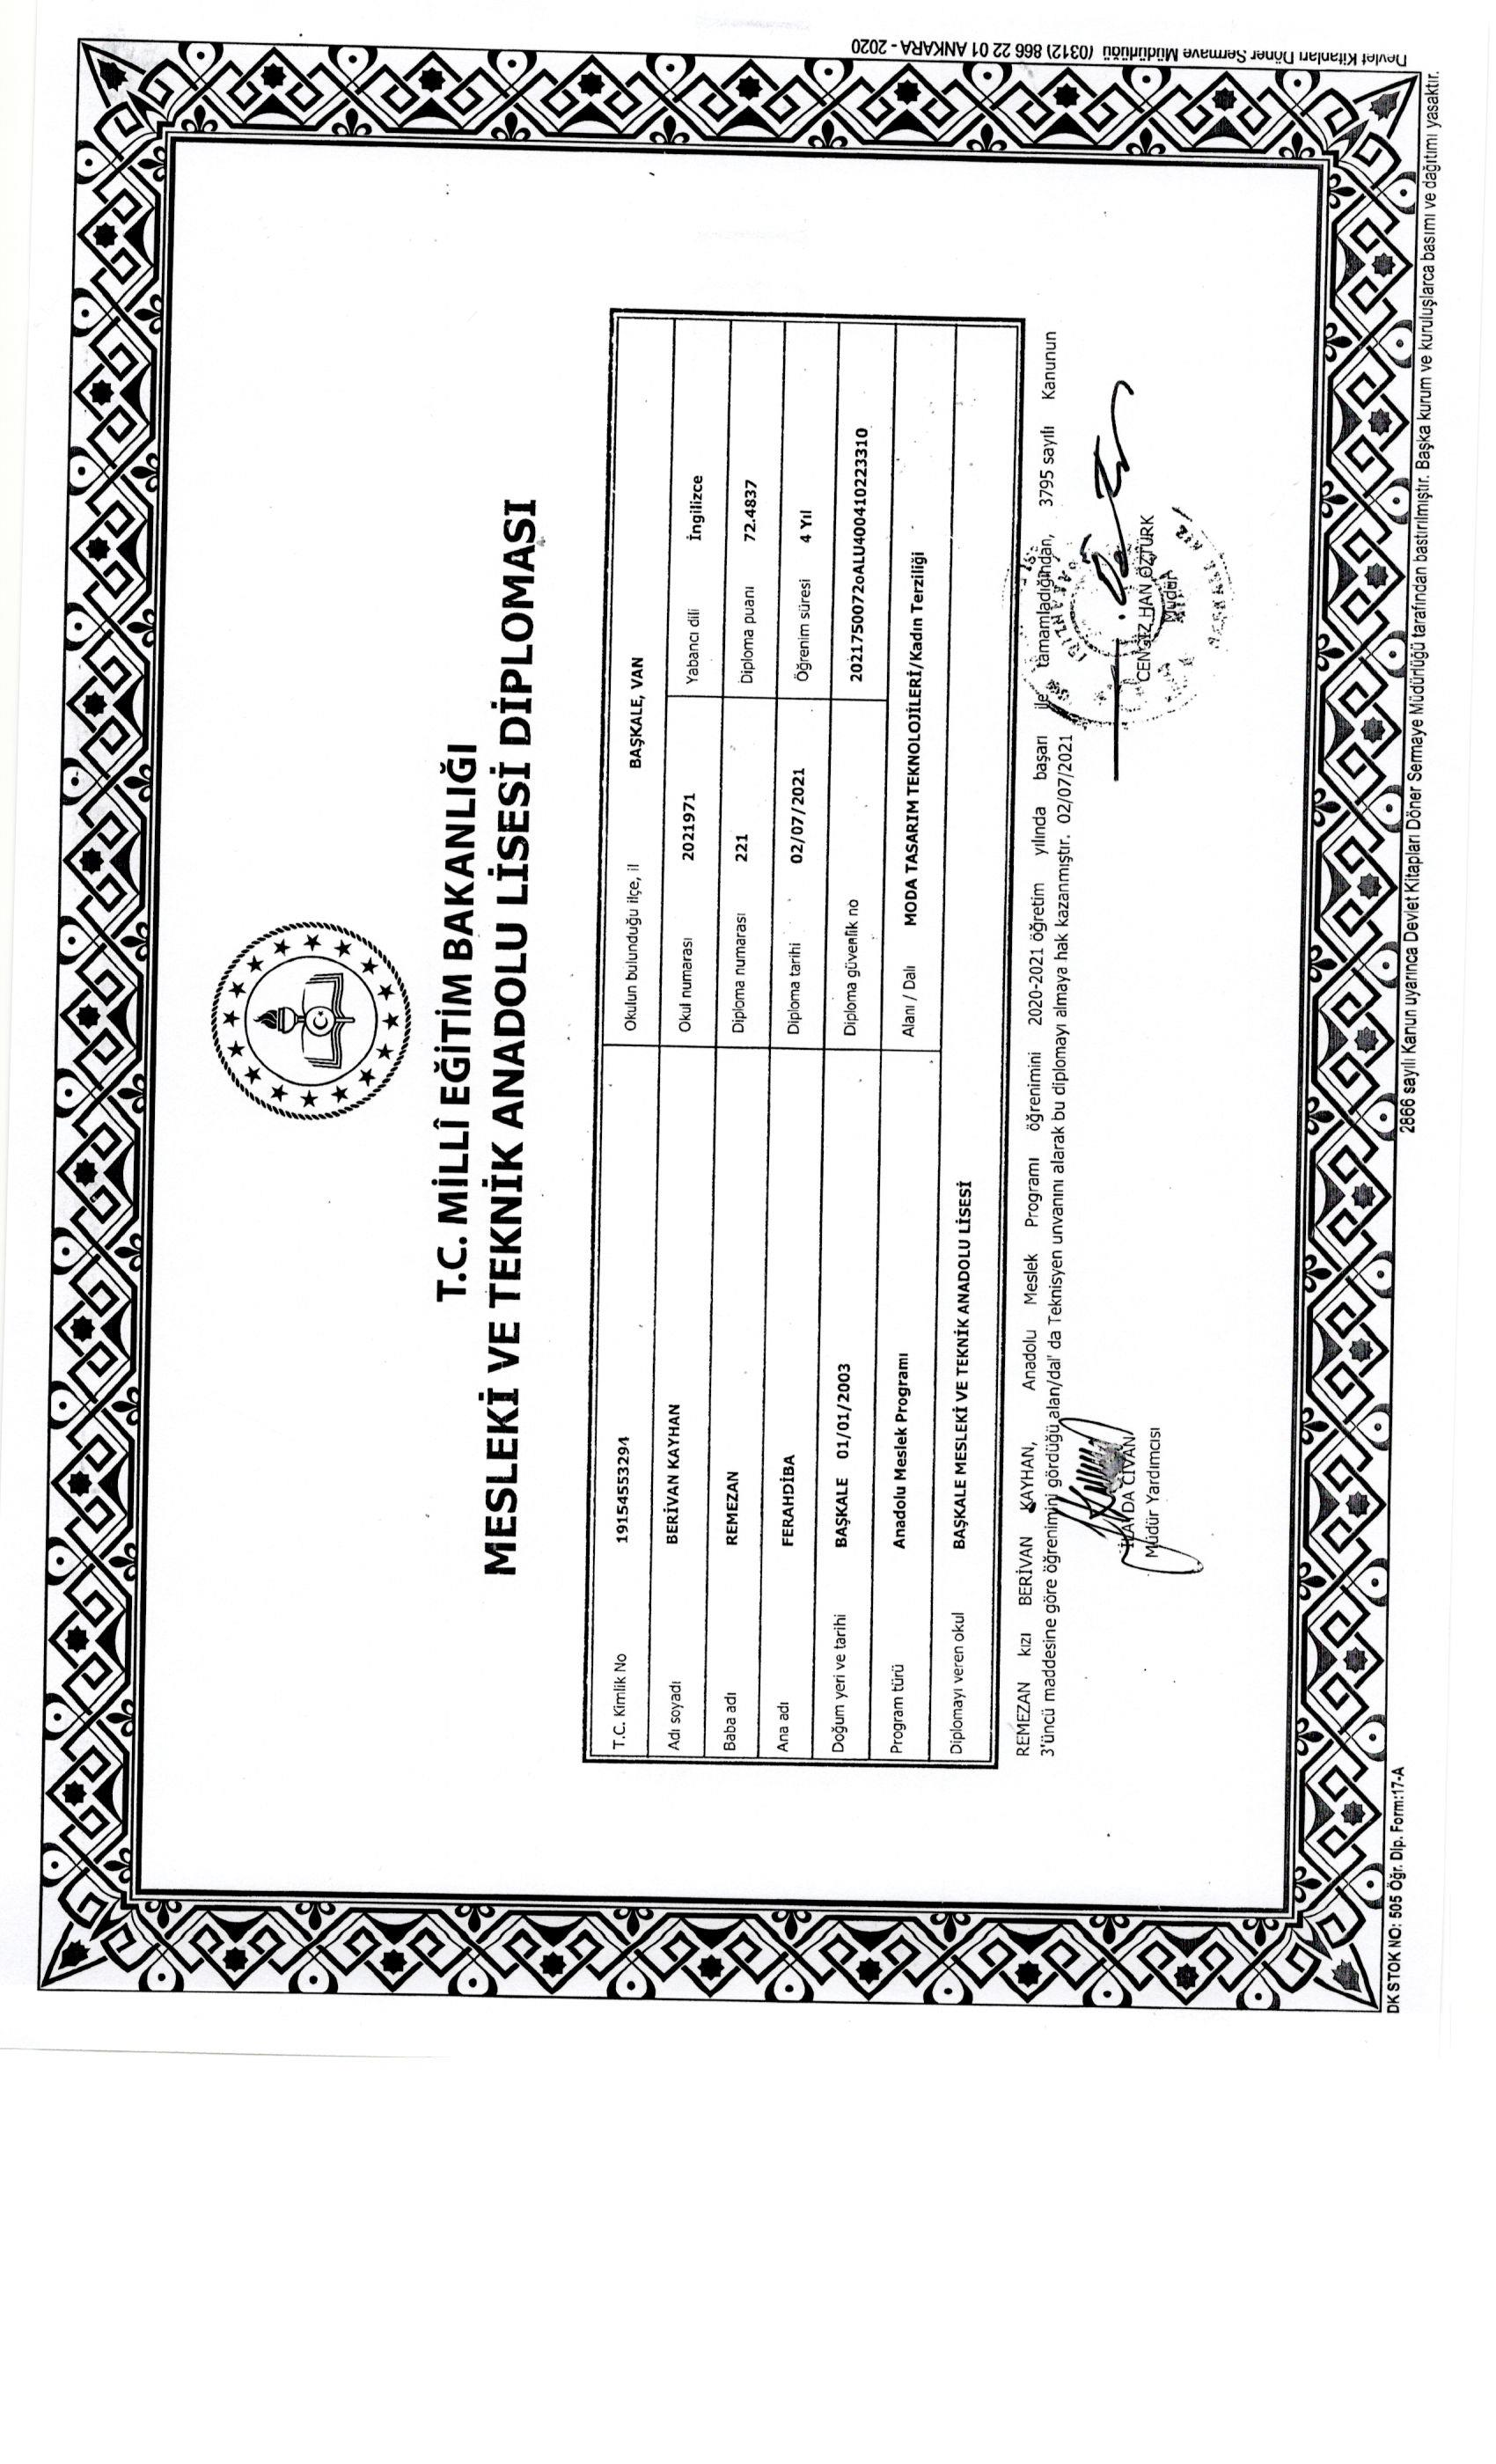 T.C. MİLLÎ EĞİTİM BAKANLIĞI
MESLEKİ VE TEKNİK ANADOLU LİSESİ DİPLOMASI
T.C. Kimlik No 19154553294 Okulun bulunduğu ilçe, il BAŞKALE, VAN
Adı soyadı BERİVAN KAYHAN Okul numarası 2021971 Yabancı dili İngilizce
Baba adı REMEZAN Diploma numarası 221 Diploma puanı 72.4837
Ana adı FERAHDİBA Diploma tarihi 02/07/2021 Öğrenim süresi 4 Yıl
Doğum yeri ve tarihi BAŞKALE 01/01/2003 Diploma güvenlik no 2021750072oALU400410223310
Program türü Anadolu Meslek Programı Alanı / Dalı MODA TASARIM TEKNOLOJİLERİ/Kadın Terziliği
Diplomayı veren okul BAŞKALE MESLEKİ VE TEKNİK ANADOLU LİSESİ
REMEZAN kızı BERİVAN KAYHAN, Anadolu Meslek Programı öğrenimini 2020-2021 öğretim yılında başarı ile tamamladığından, 3795 sayılı Kanunun
3'üncü maddesine göre öğrenimini gördüğü alan/dal' da Teknisyen unvanını alarak bu diplomayı almaya hak kazanmıştır. 02/07/2021
İLAYDA CİVAN
Müdür Yardımcısı
CENGİZ HAN ÖZTÜRK
Müdür
DK STOK NO: 505 Öğr. Dip. Form:17-A
2866 sayılı Kanun uyarınca Devlet Kitapları Döner Sermaye Müdürlüğü tarafından bastırılmıştır. Başka kurum ve kuruluşlarca basımı ve dağıtımı yasaktır.
Devlet Kitapları Döner Sermaye Müdürlüğü (0312) 866 22 01 ANKARA - 2020